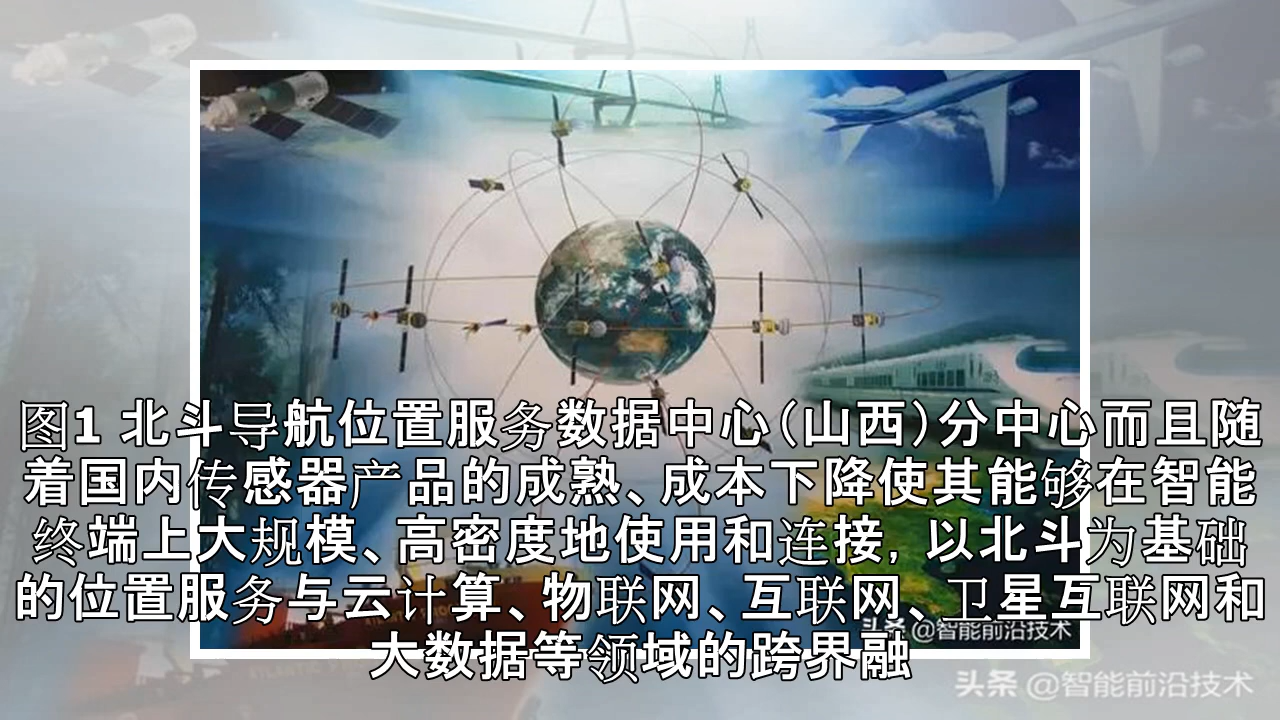 图1 北斗导航位置服务数据中心(山西)分中心而且随
着国内传感器产品的成熟、成本下降使其能够在智能
终端上大规模、高密度地使用和连接,以北斗为基础
的位置服务与云计算、物联网、互联网、卫星互联网和
大数据等领域的跨界融
头条 @智能前沿技术
头条 @智能前沿技术